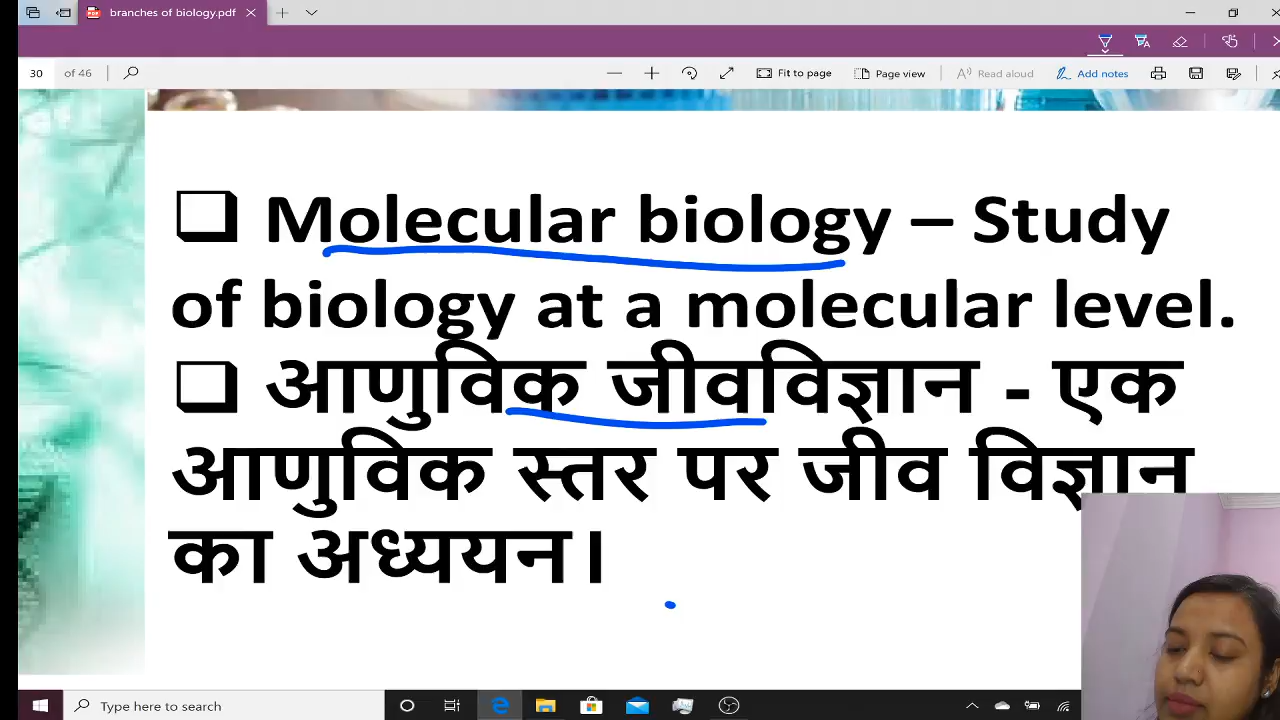 branches of biology.pdf
30 of 46 Fit to page Page view Read aloud Add notes
❑ Molecular biology – Study
of biology at a molecular level.
❑ आणुविक जीवविज्ञान - एक
आणुविक स्तर पर जीव विज्ञान
का अध्ययन।
Type here to search